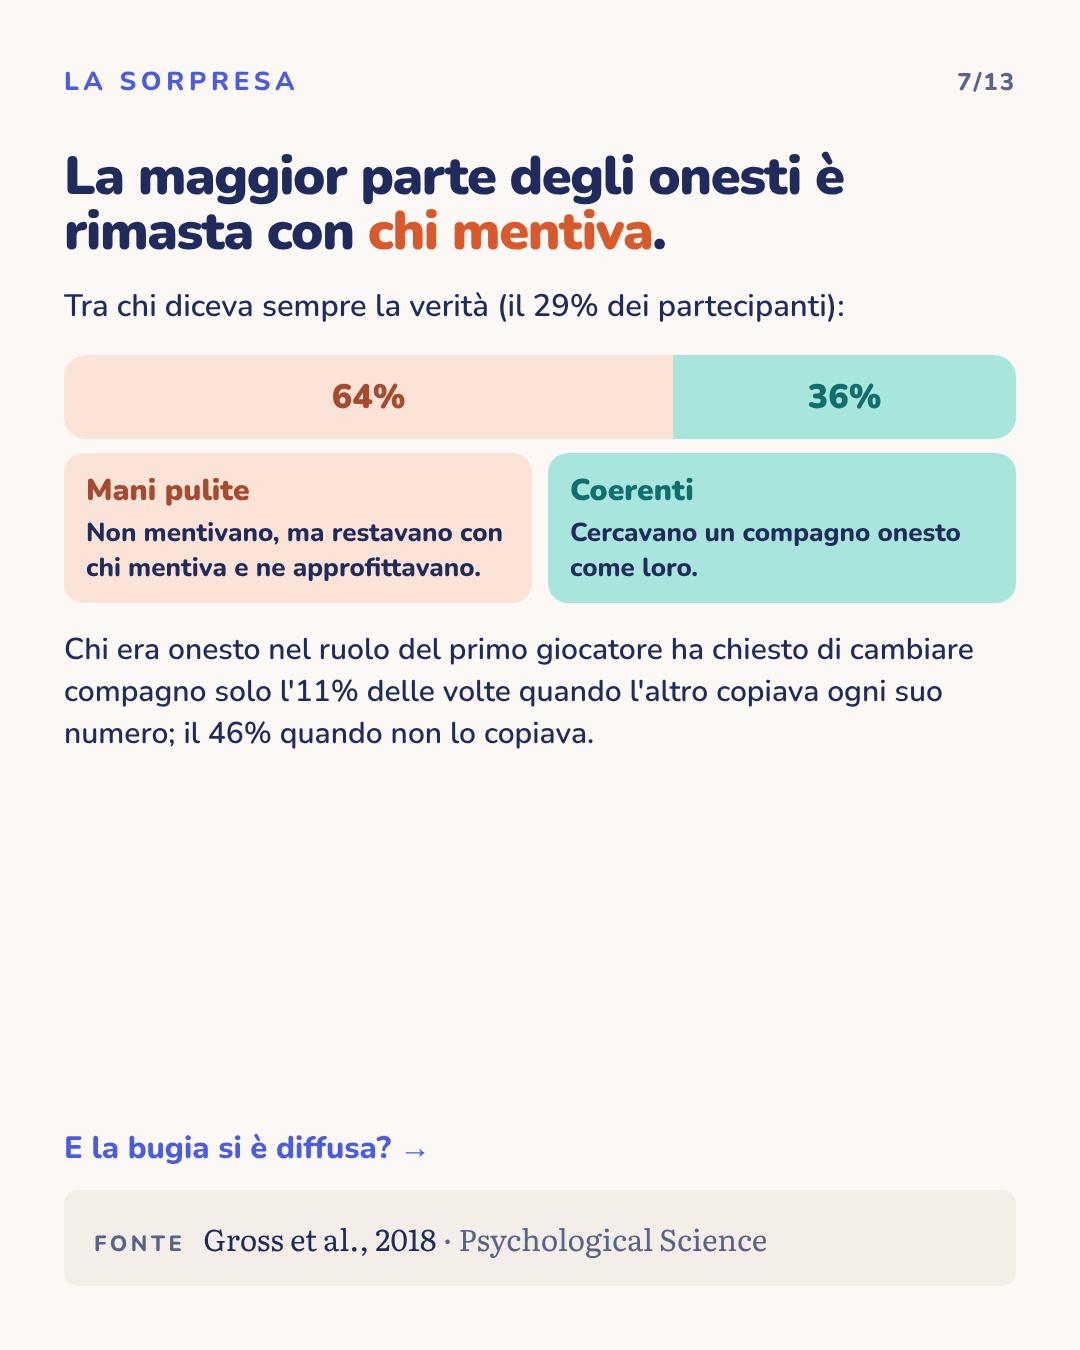 LA SORPRESA
7/13
La maggior parte degli onesti è
rimasta con chi mentiva.
Tra chi diceva sempre la verità (il 29% dei partecipanti):
64%
36%
Mani pulite
Non mentivano, ma restavano con
chi mentiva e ne approfittavano.
Coerenti
Cercavano un compagno onesto
come loro.
Chi era onesto nel ruolo del primo giocatore ha chiesto di cambiare
compagno solo l'11% delle volte quando l'altro copiava ogni suo
numero; il 46% quando non lo copiava.
E la bugia si è diffusa? →
FONTE Gross et al., 2018 · Psychological Science